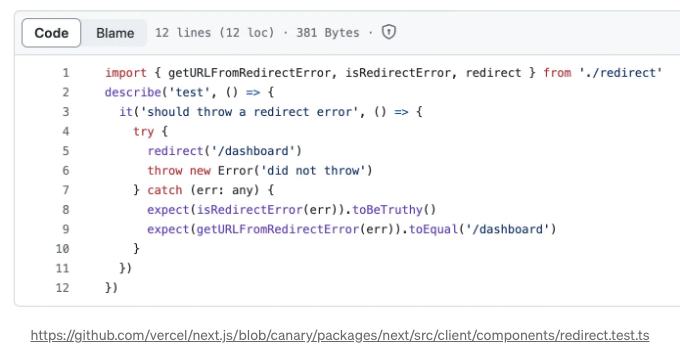 Code Blame 12 lines (12 loc) · 381 Bytes ·
1 import { getURLFromRedirectError, isRedirectError, redirect } from './redirect'
2 describe('test', () => {
3   it('should throw a redirect error', () => {
4     try {
5       redirect('/dashboard')
6       throw new Error('did not throw')
7     } catch (err: any) {
8       expect(isRedirectError(err)).toBeTruthy()
9       expect(getURLFromRedirectError(err)).toEqual('/dashboard')
10     }
11   })
12 })
https://github.com/vercel/next.js/blob/canary/packages/next/src/client/components/redirect.test.ts